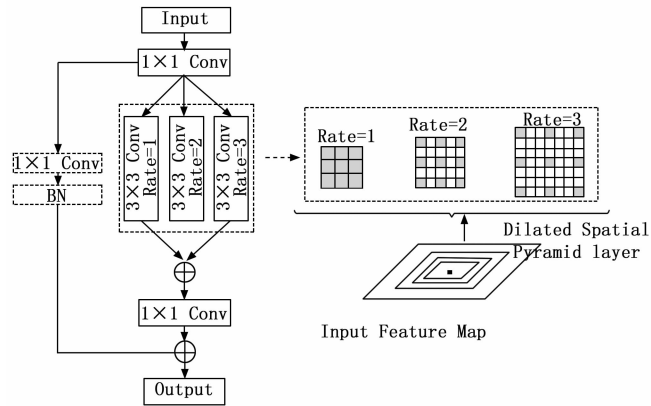 Input
1×1 Conv
3×3 Conv
Rate=1
3×3 Conv
Rate=2
3×3 Conv
Rate=3
1×1 Conv
BN
1×1 Conv
Output
Rate=1
Rate=2
Rate=3
Dilated Spatial
Pyramid layer
Input Feature Map